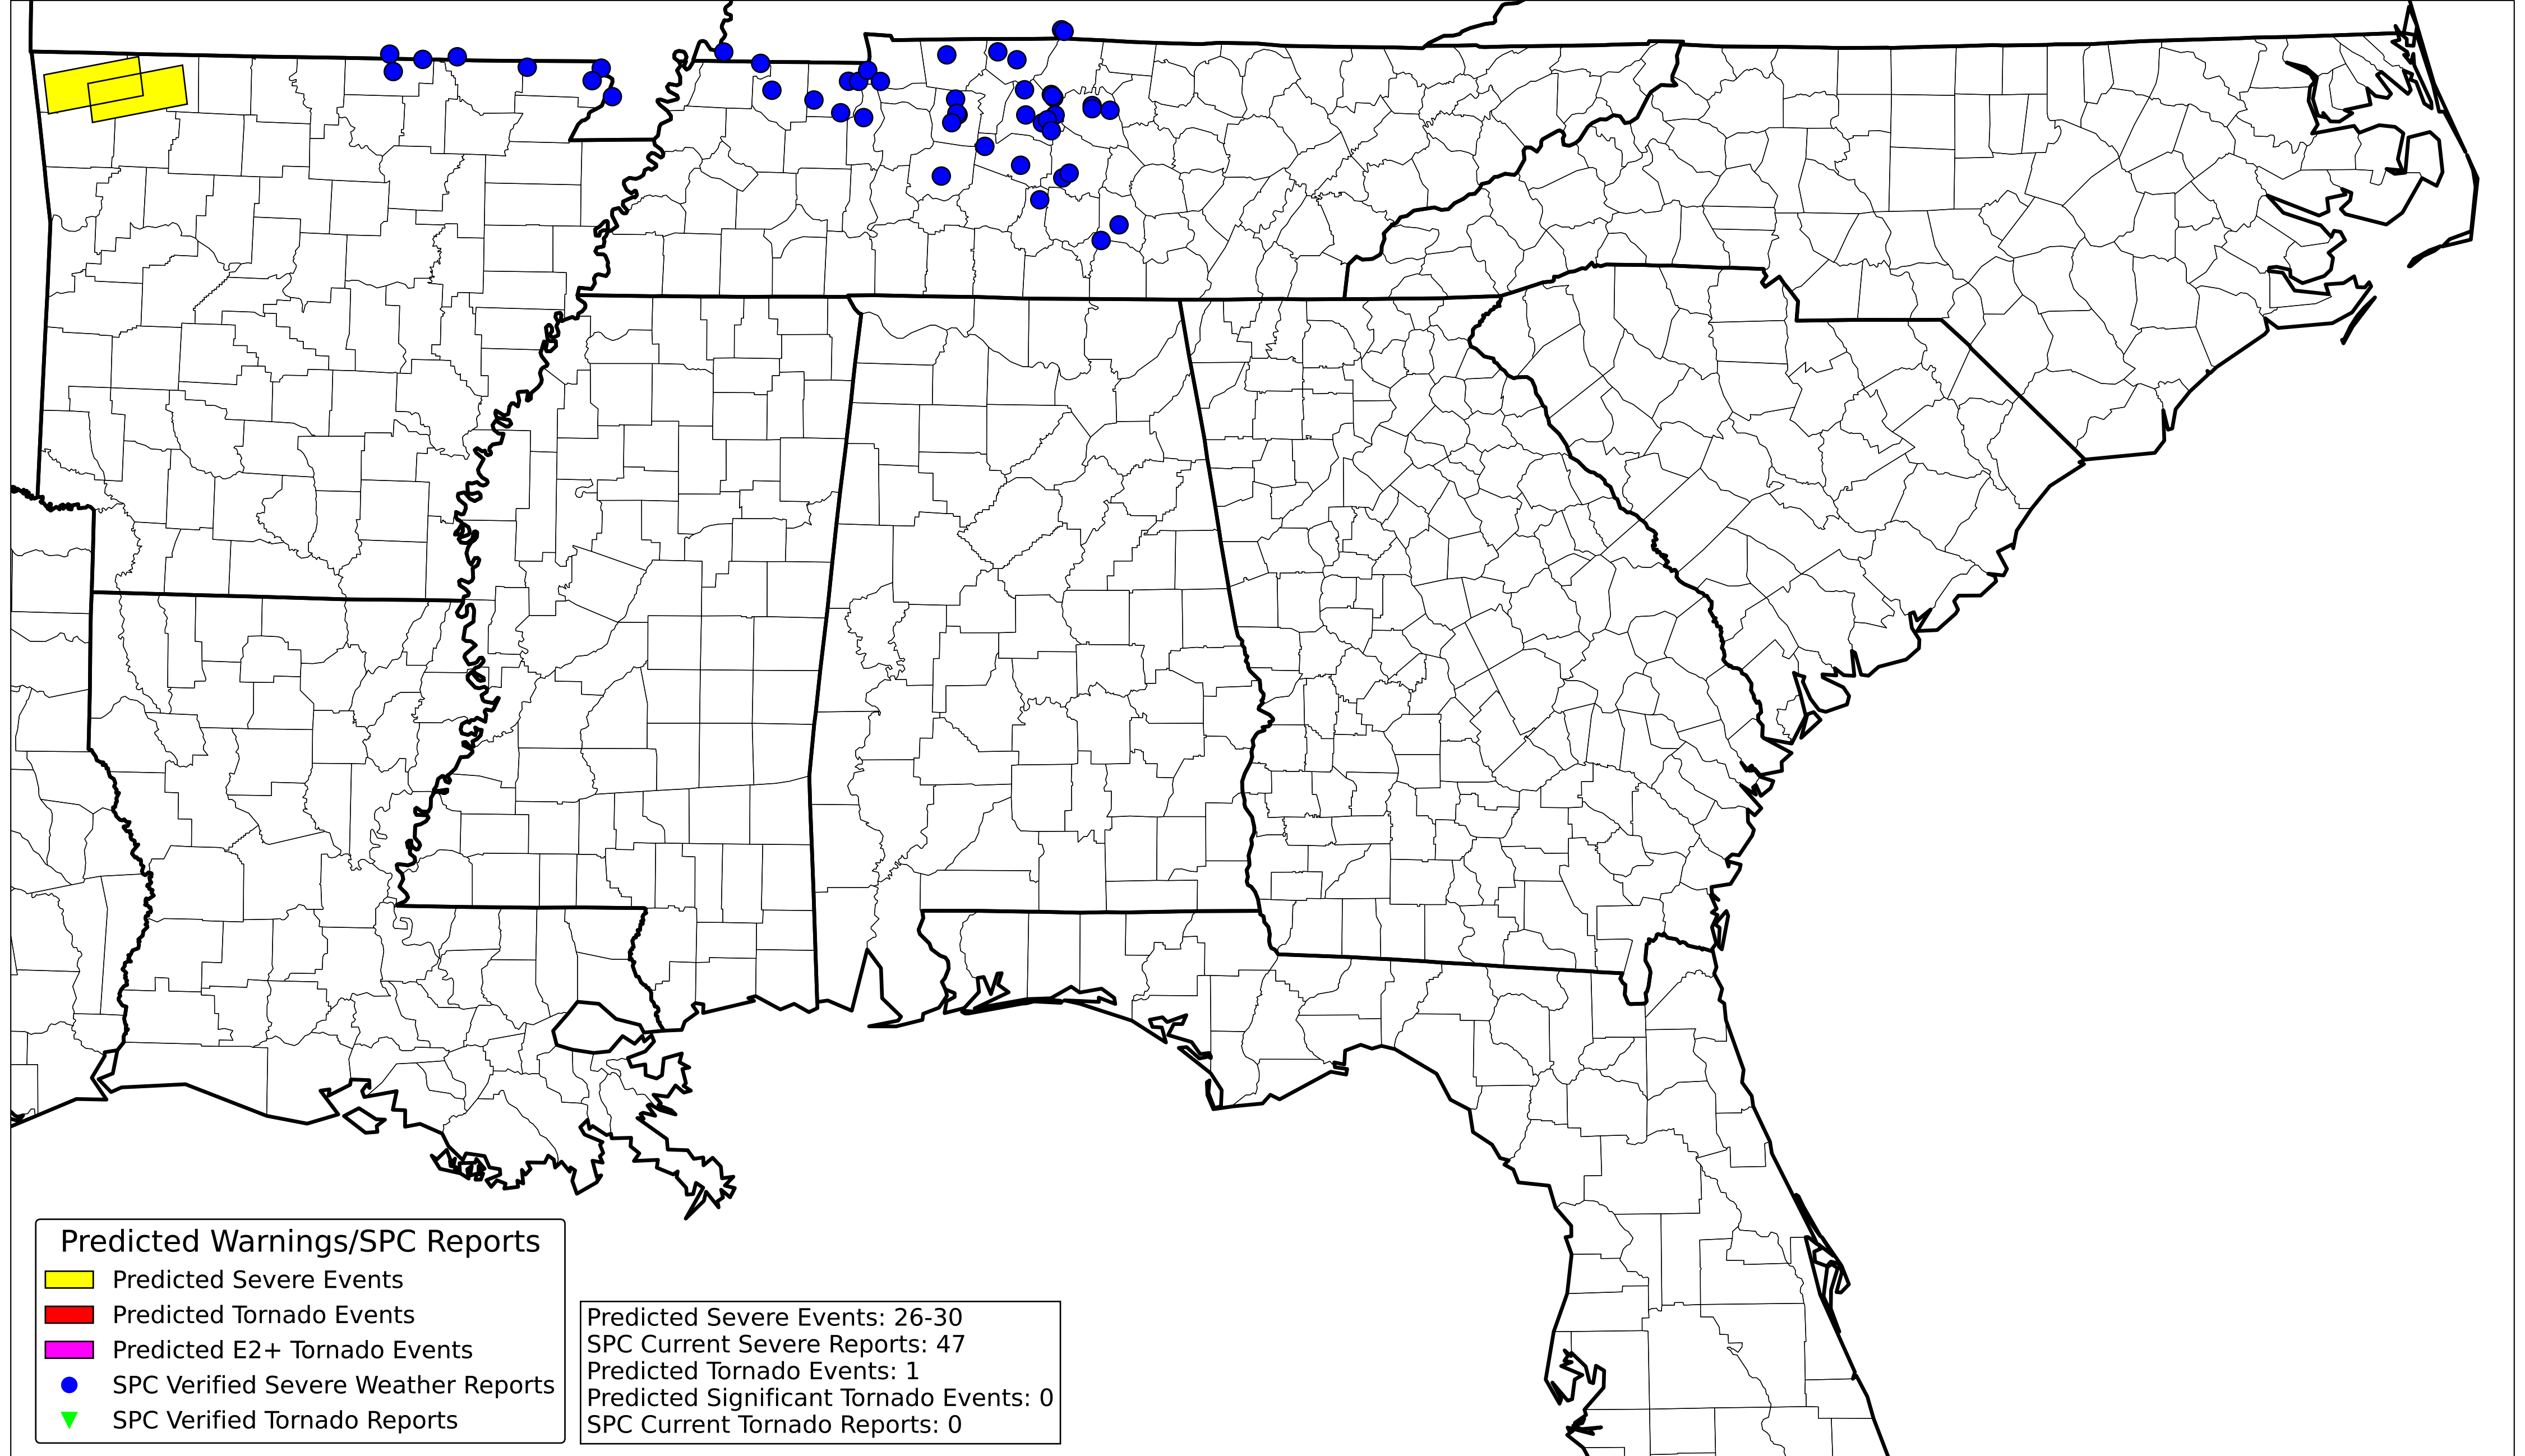 Predicted Warnings/SPC Reports
Predicted Severe Events
Predicted Tornado Events
Predicted E2+ Tornado Events
SPC Verified Severe Weather Reports
SPC Verified Tornado Reports
Predicted Severe Events: 26-30
SPC Current Severe Reports: 47
Predicted Tornado Events: 1
Predicted Significant Tornado Events: 0
SPC Current Tornado Reports: 0